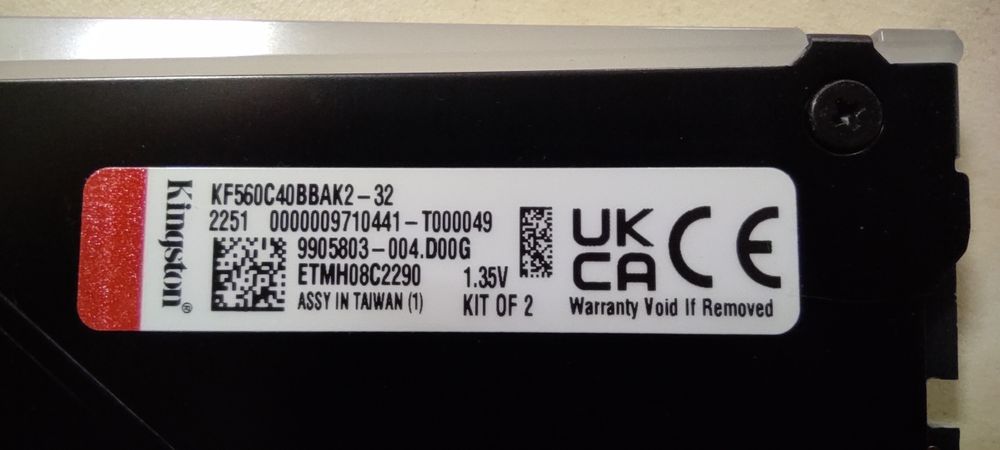 Kingston®
KF560C40BBAK2-32
2251 0000009710441-T000049
9905803-004.D00G
ETMH08C2290 1.35V
ASSY IN TAIWAN (1) KIT OF 2
UK
CA
CE
Warranty Void If Removed